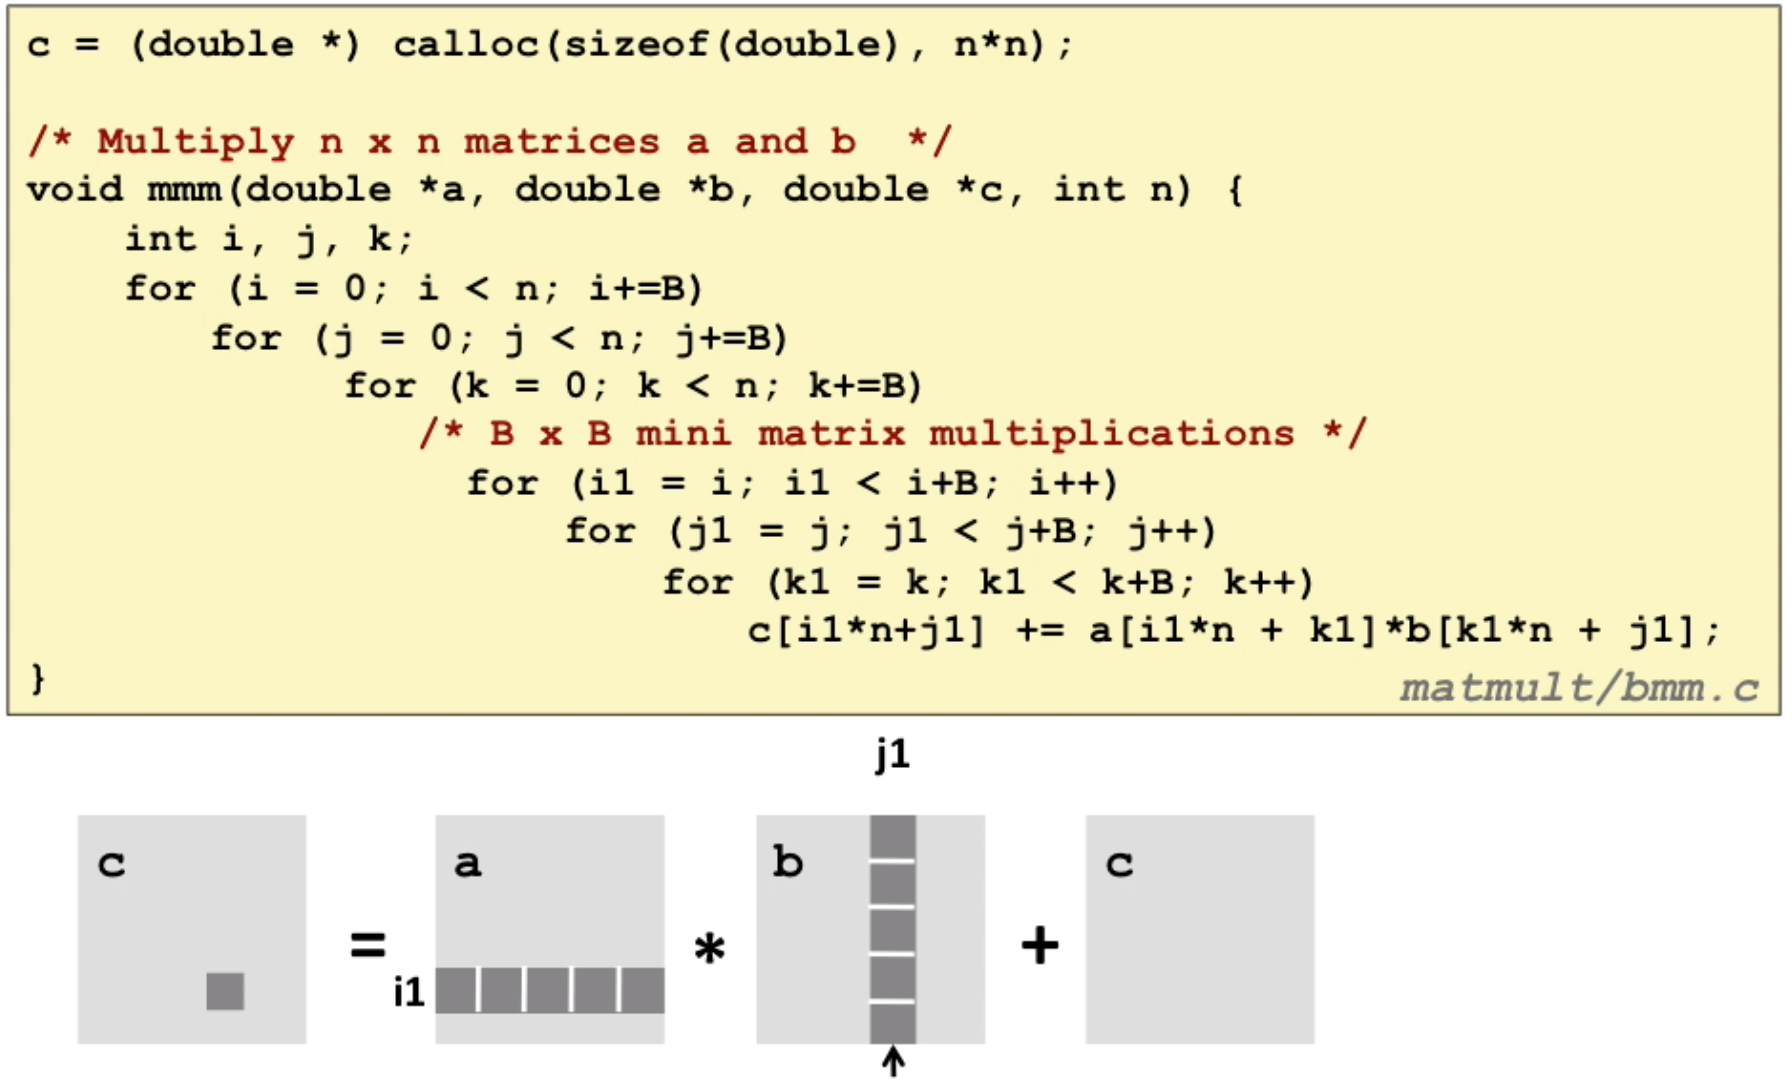 c = (double *) calloc(sizeof(double), n*n);
/* Multiply n x n matrices a and b  */
void mmm(double *a, double *b, double *c, int n) {
int i, j, k;
for (i = 0; i < n; i+=B)
for (j = 0; j < n; j+=B)
for (k = 0; k < n; k+=B)
/* B x B mini matrix multiplications */
for (i1 = i; i1 < i+B; i++)
for (j1 = j; j1 < j+B; j++)
for (k1 = k; k1 < k+B; k++)
c[i1*n+j1] += a[i1*n + k1]*b[k1*n + j1];
}
matmult/bmm.c
j1
c a b c
= * +
i1